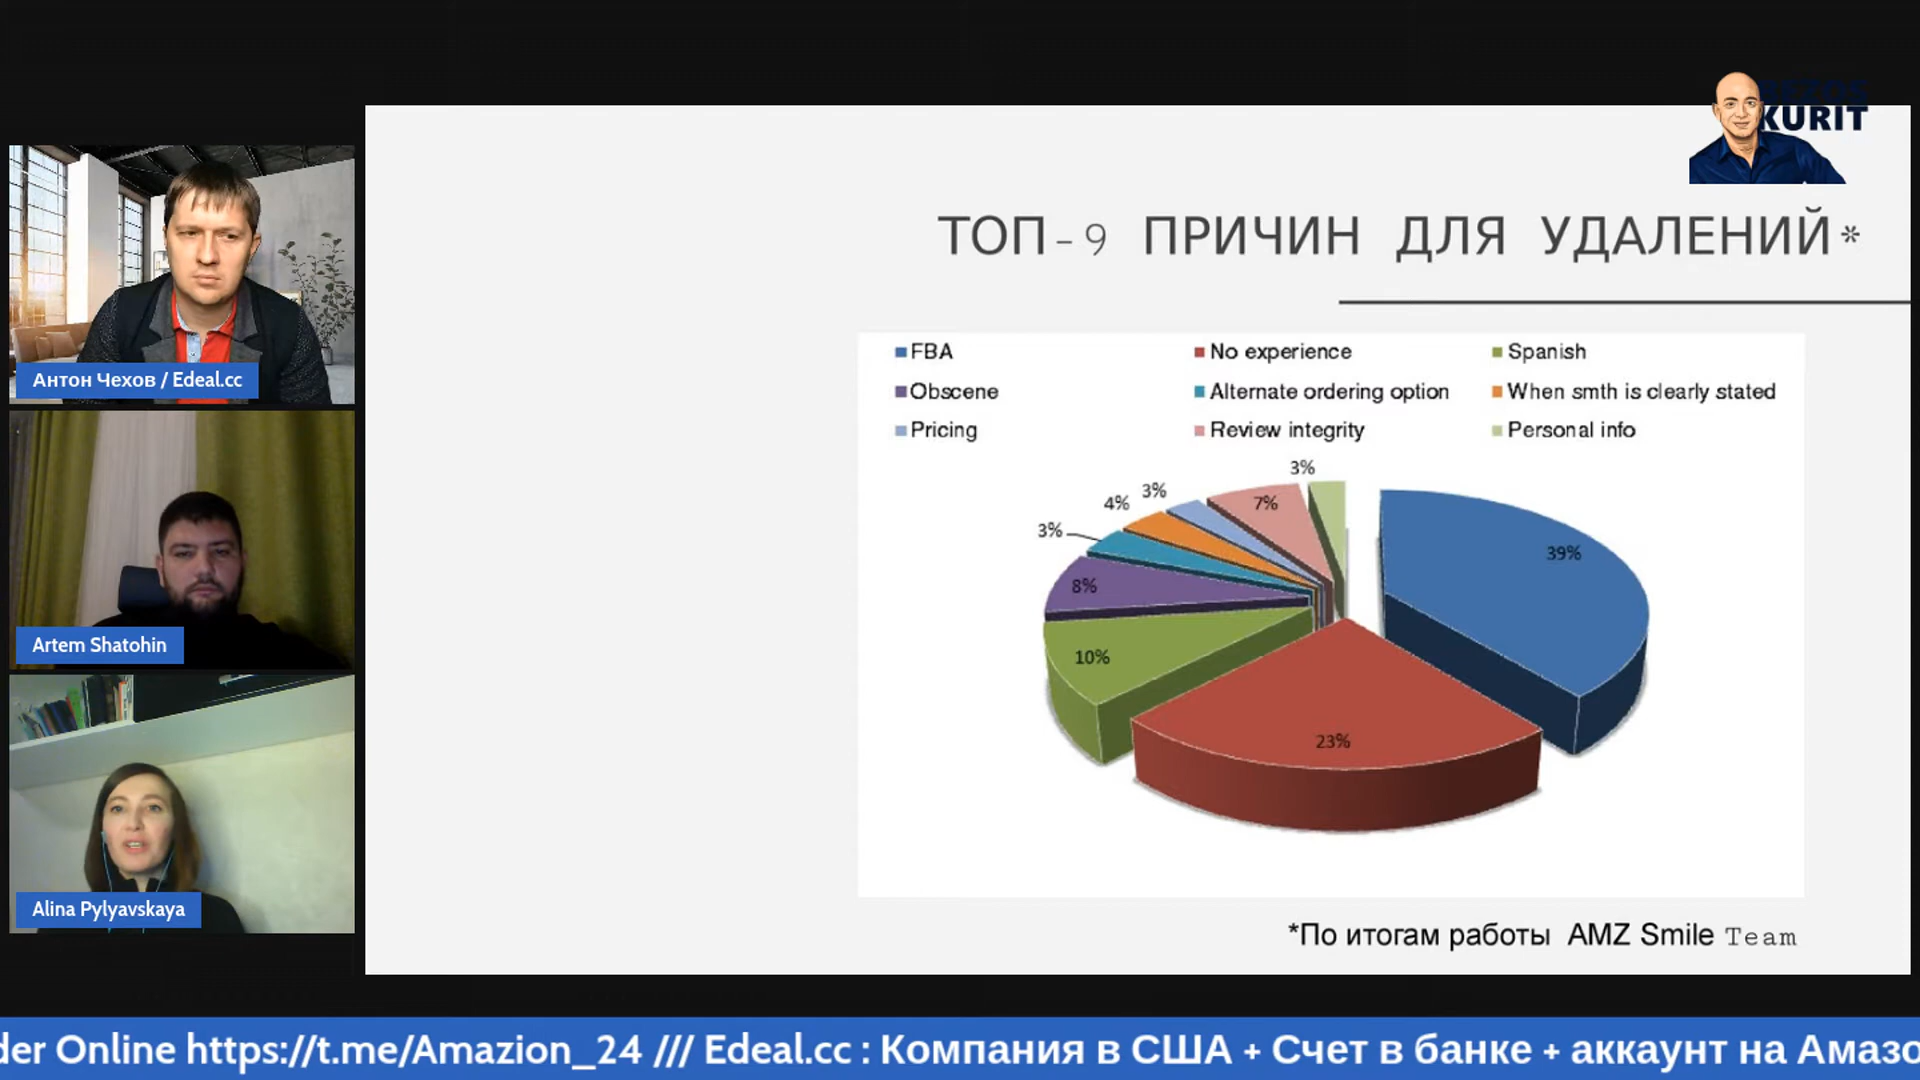 BEZOS
KURIT
ТОП-9 ПРИЧИН ДЛЯ УДАЛЕНИЙ*
FBA
No experience
Spanish
Obscene
Alternate ordering option
When smth is clearly stated
Pricing
Review integrity
Personal info
3%
3%
4%
7%
3%
39%
8%
10%
23%
*По итогам работы AMZ Smile Team
Антон Чехов / Edeal.cc
Artem Shatohin
Alina Pylyavskaya
der Online https://t.me/Amazion_24 /// Edeal.cc : Компания в США + Счет в банке + аккаунт на Амазо